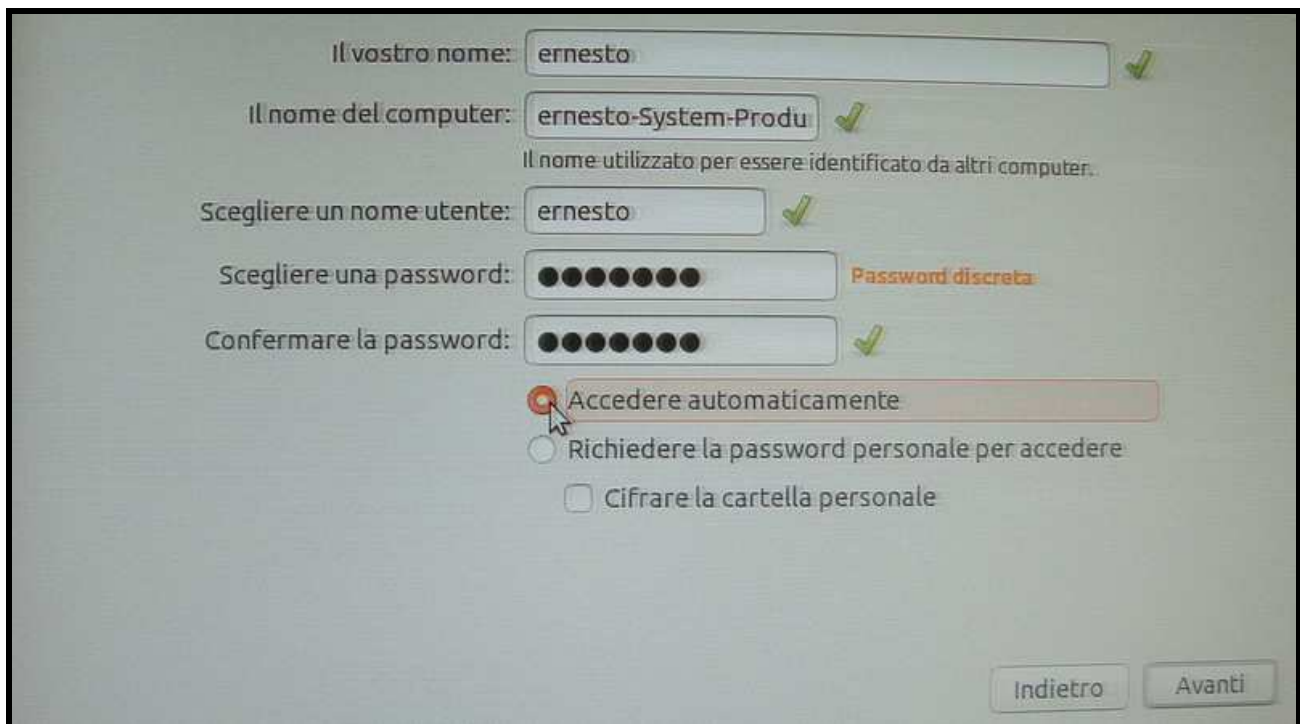 Il vostro nome: ernesto
Il nome del computer: ernesto-System-Produ
Il nome utilizzato per essere identificato da altri computer.
Scegliere un nome utente: ernesto
Scegliere una password: ●●●●●●● Password discreta
Confermare la password: ●●●●●●●
Accedere automaticamente
Richiedere la password personale per accedere
Cifrare la cartella personale
Indietro Avanti